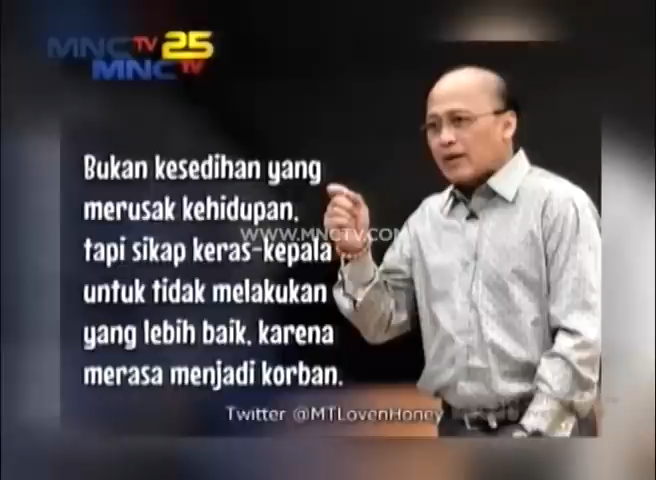 MNCTV 25
MNCTV
Bukan kesedihan yang
merusak kehidupan,
tapi sikap keras-kepala
WWW.MNCTV.COM
untuk tidak melakukan
yang lebih baik, karena
merasa menjadi korban.
Twitter @MTLovenHoney